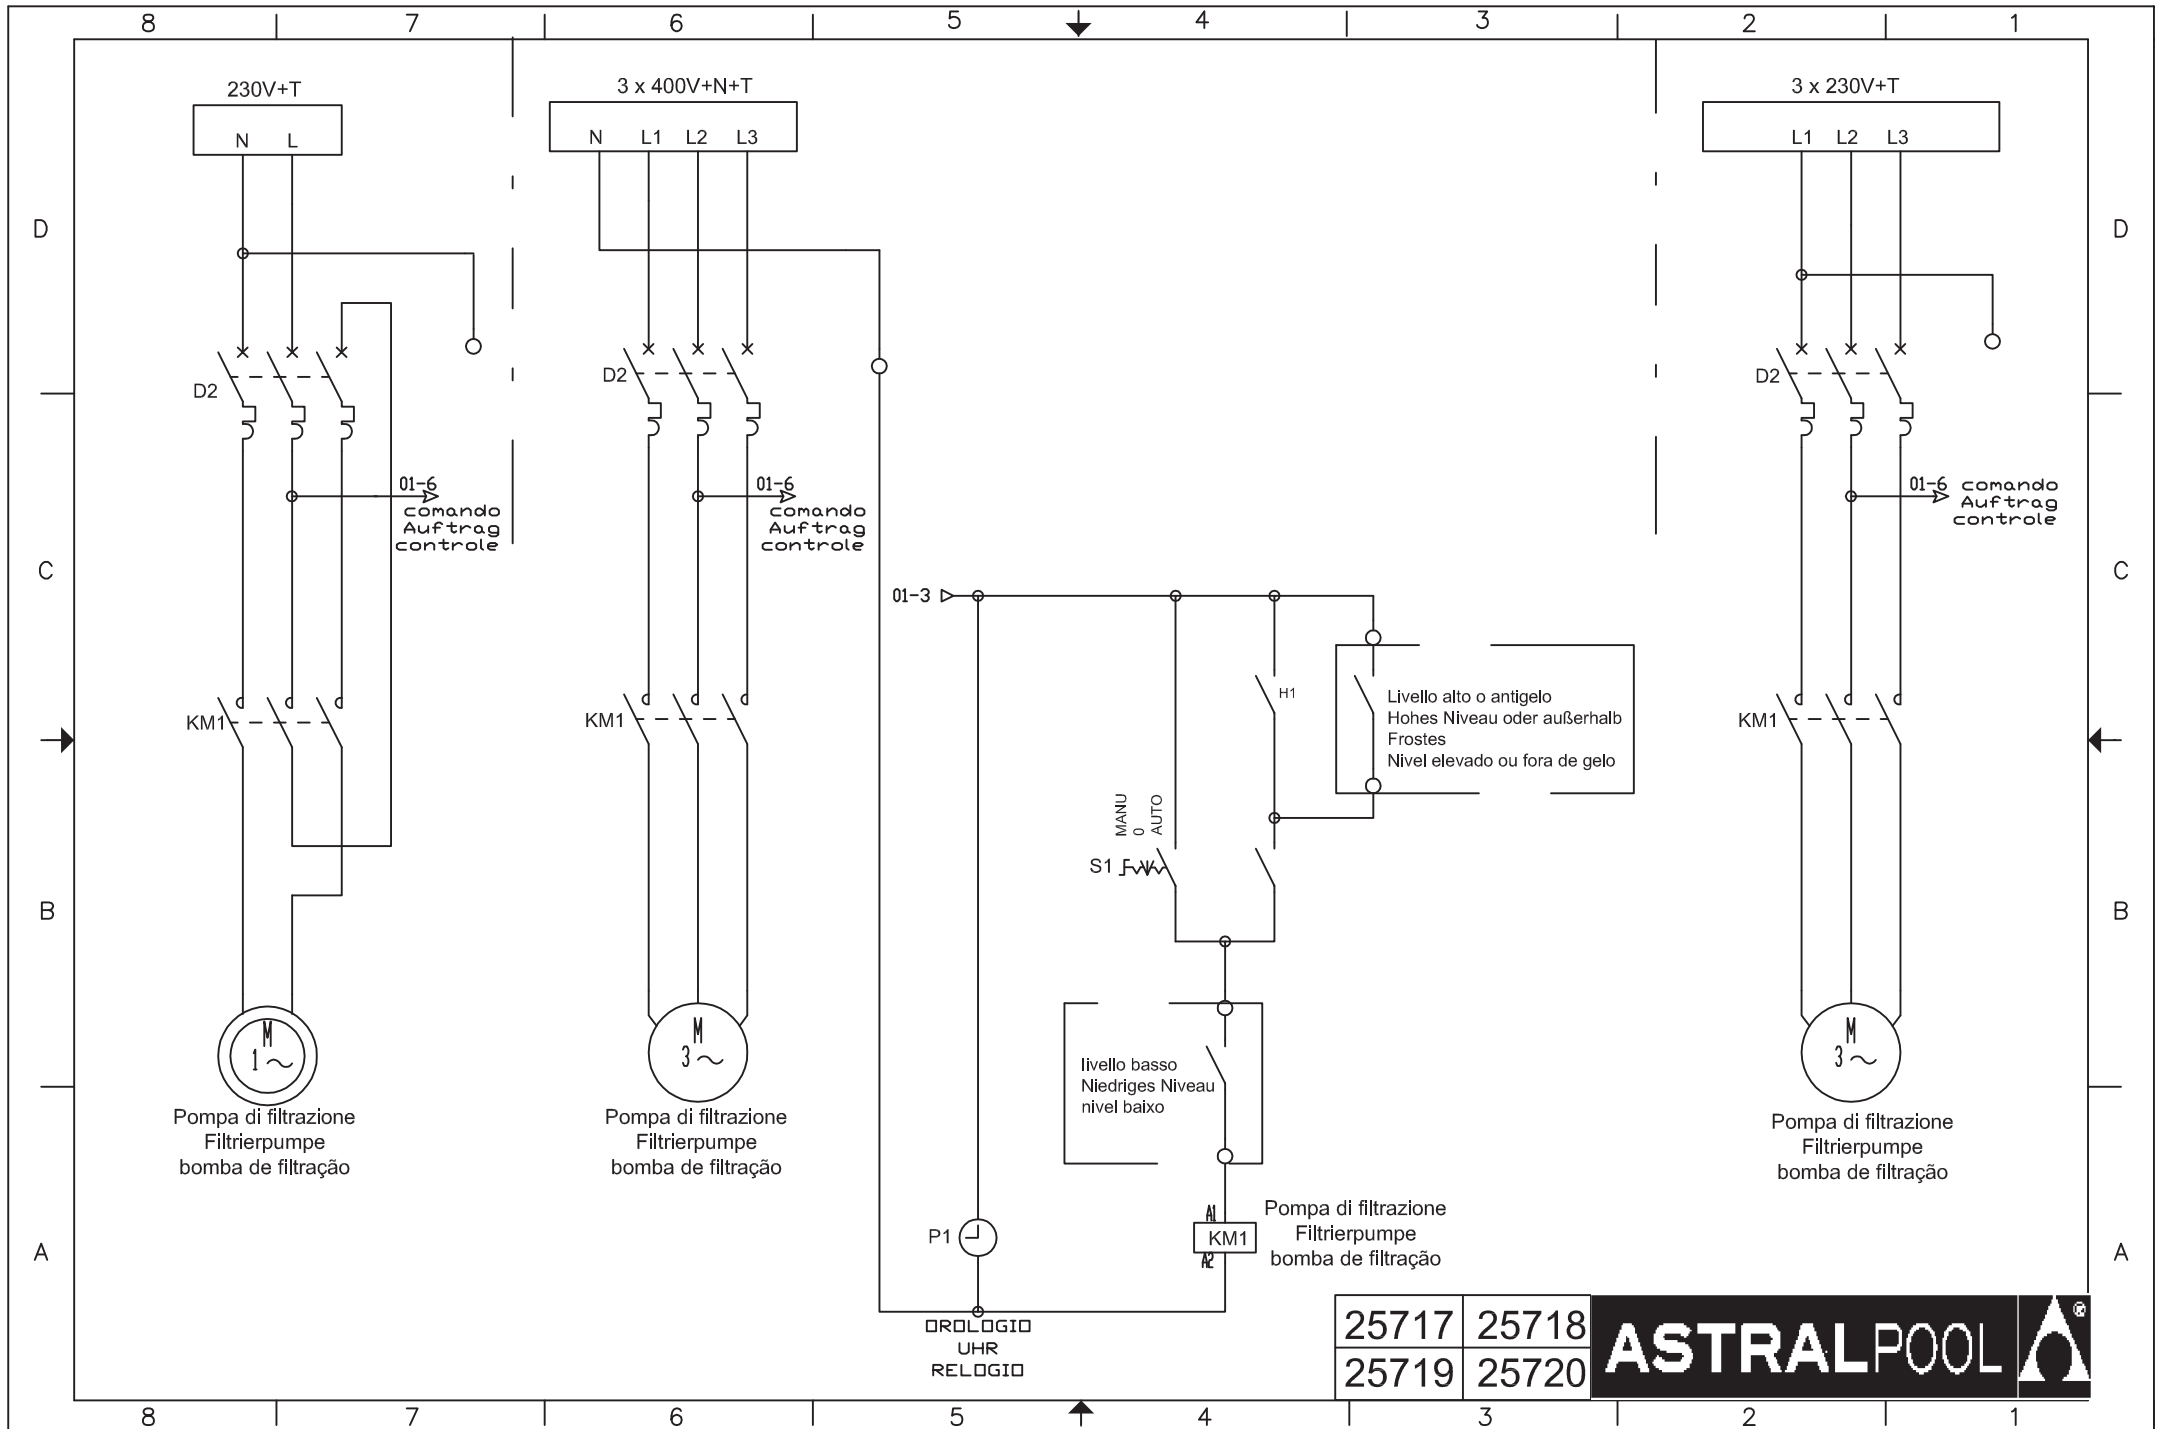 8 7 6 5 4 3 2 1
230V+T
N L
3 x 400V+N+T
N L1 L2 L3
3 x 230V+T
L1 L2 L3
D
D
D2
D2
D2
01-6
comando
Auftrag
controle
01-6
comando
Auftrag
controle
01-6
comando
Auftrag
controle
C
C
01-3
H1
Livello alto o antigelo
Hohes Niveau oder außerhalb
Frostes
Nivel elevado ou fora de gelo
KM1
KM1
KM1
MANU
0
AUTO
S1
B
B
M
1
Pompa di filtrazione
Filtrierpumpe
bomba de filtração
M
3
Pompa di filtrazione
Filtrierpumpe
bomba de filtração
livello basso
Niedriges Niveau
nivel baixo
M
3
Pompa di filtrazione
Filtrierpumpe
bomba de filtração
A
A
P1
A1
KM1
A2
Pompa di filtrazione
Filtrierpumpe
bomba de filtração
OROLOGIO
UHR
RELOGIO
25717 25718
25719 25720
ASTRALPOOL ®
8 7 6 5 4 3 2 1